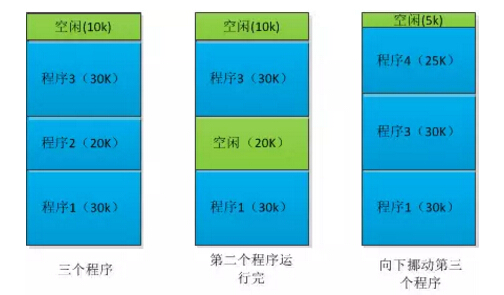 空闲(10k)
程序3（30K）
程序2（20K）
程序1（30k）
三个程序
空闲(10k)
程序3（30K）
空闲（20K）
程序1（30k）
第二个程序运
行完
空闲(5k)
程序4（25K）
程序3（30K）
程序1（30k）
向下挪动第三
个程序